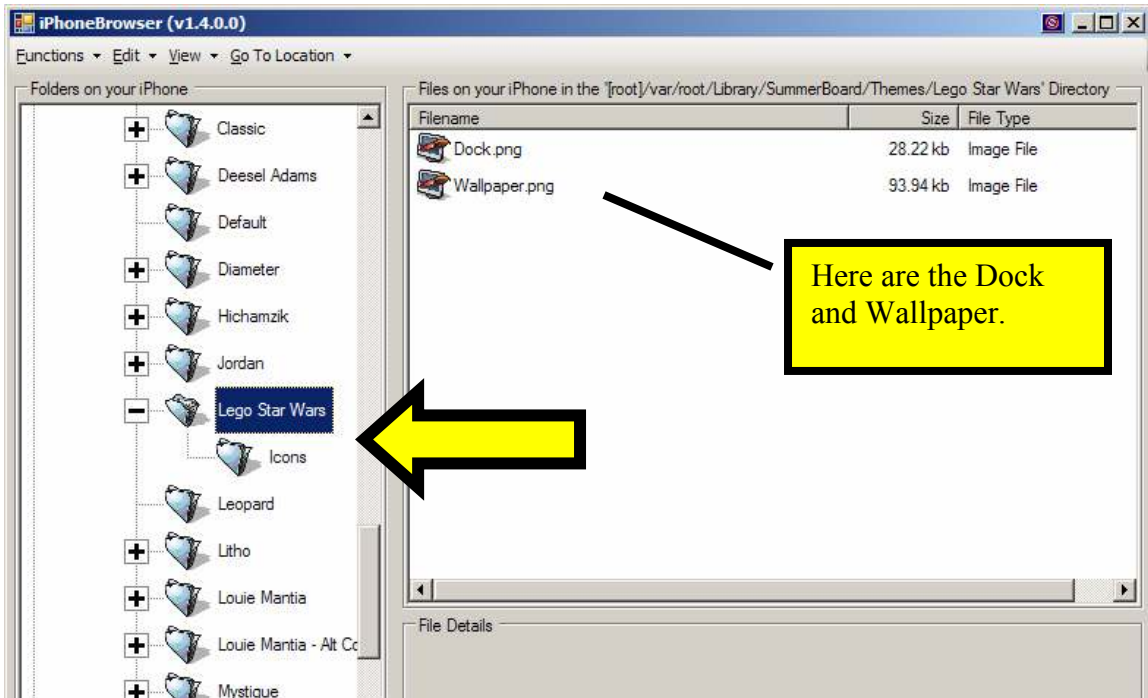 iPhoneBrowser (v1.4.0.0)
Functions Edit View Go To Location
Folders on your iPhone
Classic
Deesel Adams
Default
Diameter
Hichamzik
Jordan
Lego Star Wars
Icons
Leopard
Litho
Louie Mantia
Louie Mantia - Alt Co
Mystique
Files on your iPhone in the '[root]/var/root/Library/SummerBoard/Themes/Lego Star Wars' Directory
Filename Size File Type
Dock.png 28.22 kb Image File
Wallpaper.png 93.94 kb Image File
Here are the Dock
and Wallpaper.
File Details